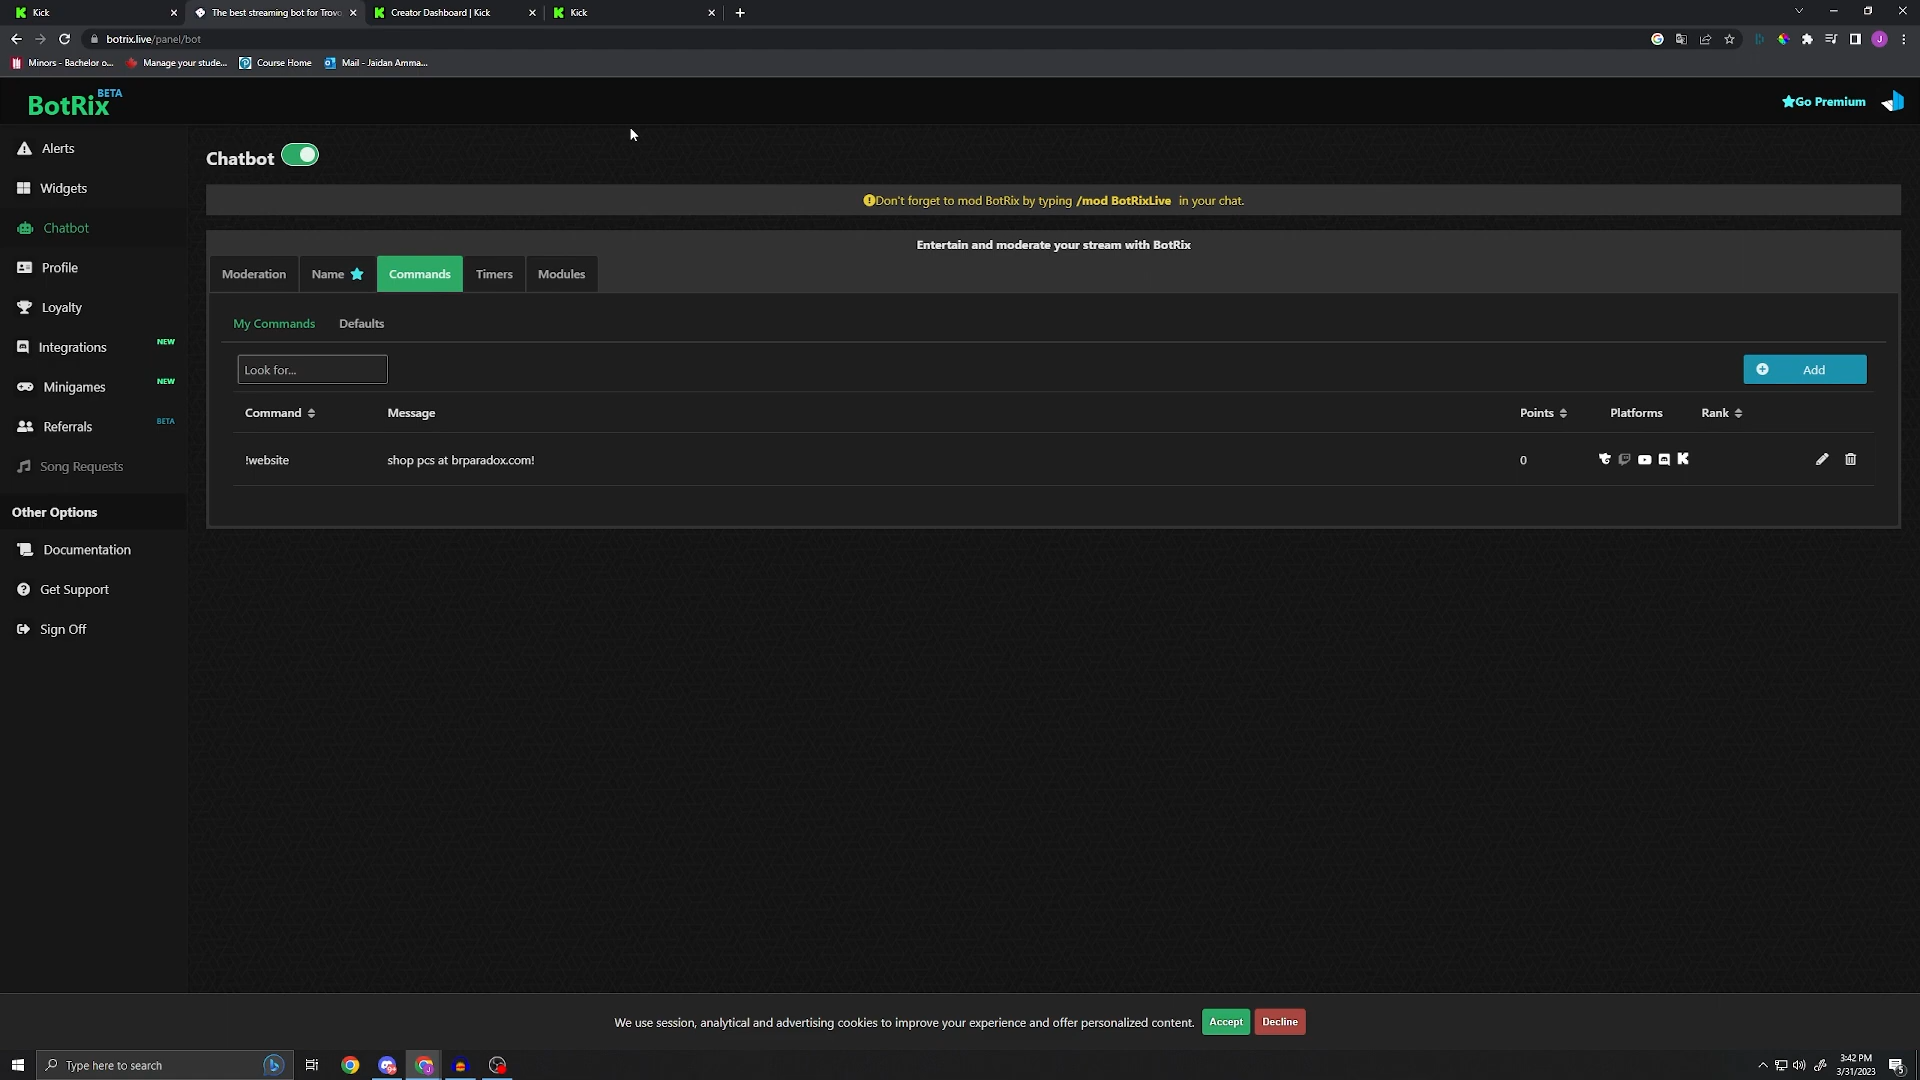 Kick
The best streaming bot for Trovo
Creator Dashboard | Kick
Kick
botrix.live/panel/bot
J
Minors - Bachelor o...
Manage your stude...
Course Home
Mail - Jaidan Amma...
BotRix
BETA
Go Premium
Alerts
Widgets
Chatbot
Profile
Loyalty
Integrations
NEW
Minigames
NEW
Referrals
BETA
Song Requests
Other Options
Documentation
Get Support
Sign Off
Chatbot
Don't forget to mod BotRix by typing /mod BotRixLive in your chat.
Entertain and moderate your stream with BotRix
Moderation
Name
Commands
Timers
Modules
My Commands
Defaults
Look for...
Add
Command
Message
Points
Platforms
Rank
!website
shop pcs at brparadox.com!
0
We use session, analytical and advertising cookies to improve your experience and offer personalized content.
Accept
Decline
Type here to search
3:42 PM
3/31/2023